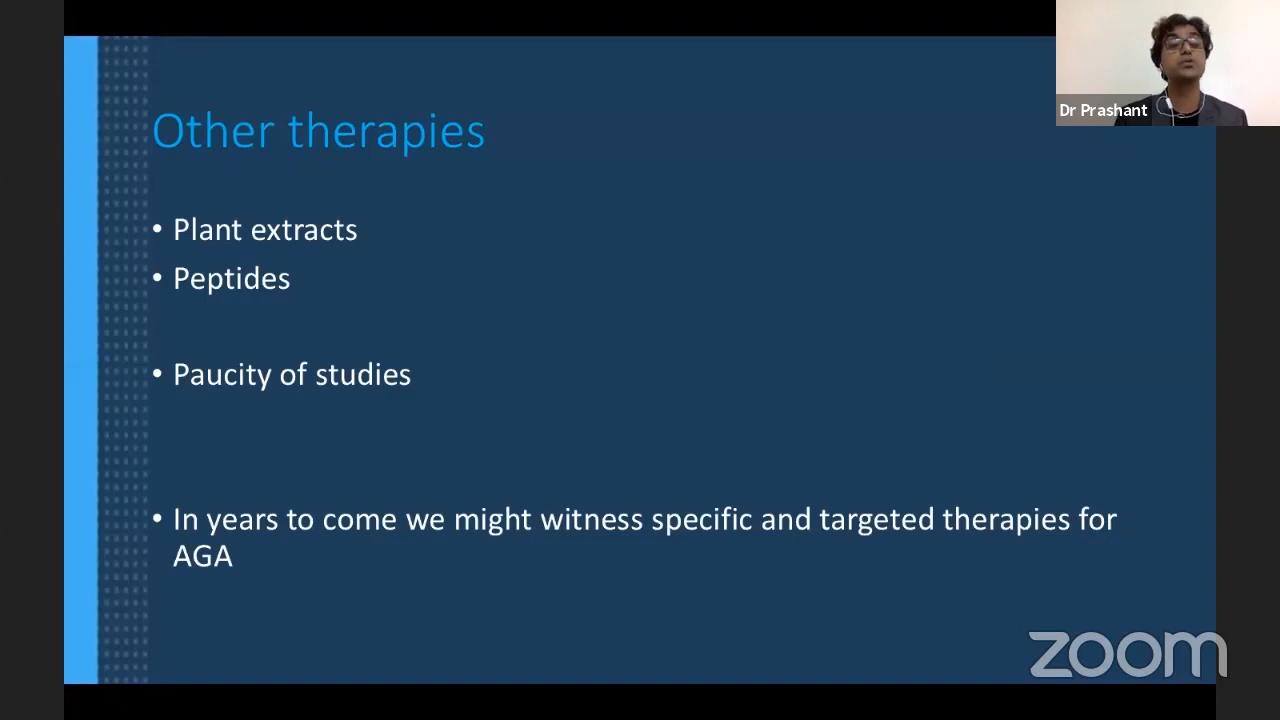 Dr Prashant
Other therapies
• Plant extracts
• Peptides
• Paucity of studies
• In years to come we might witness specific and targeted therapies for
AGA
zoom